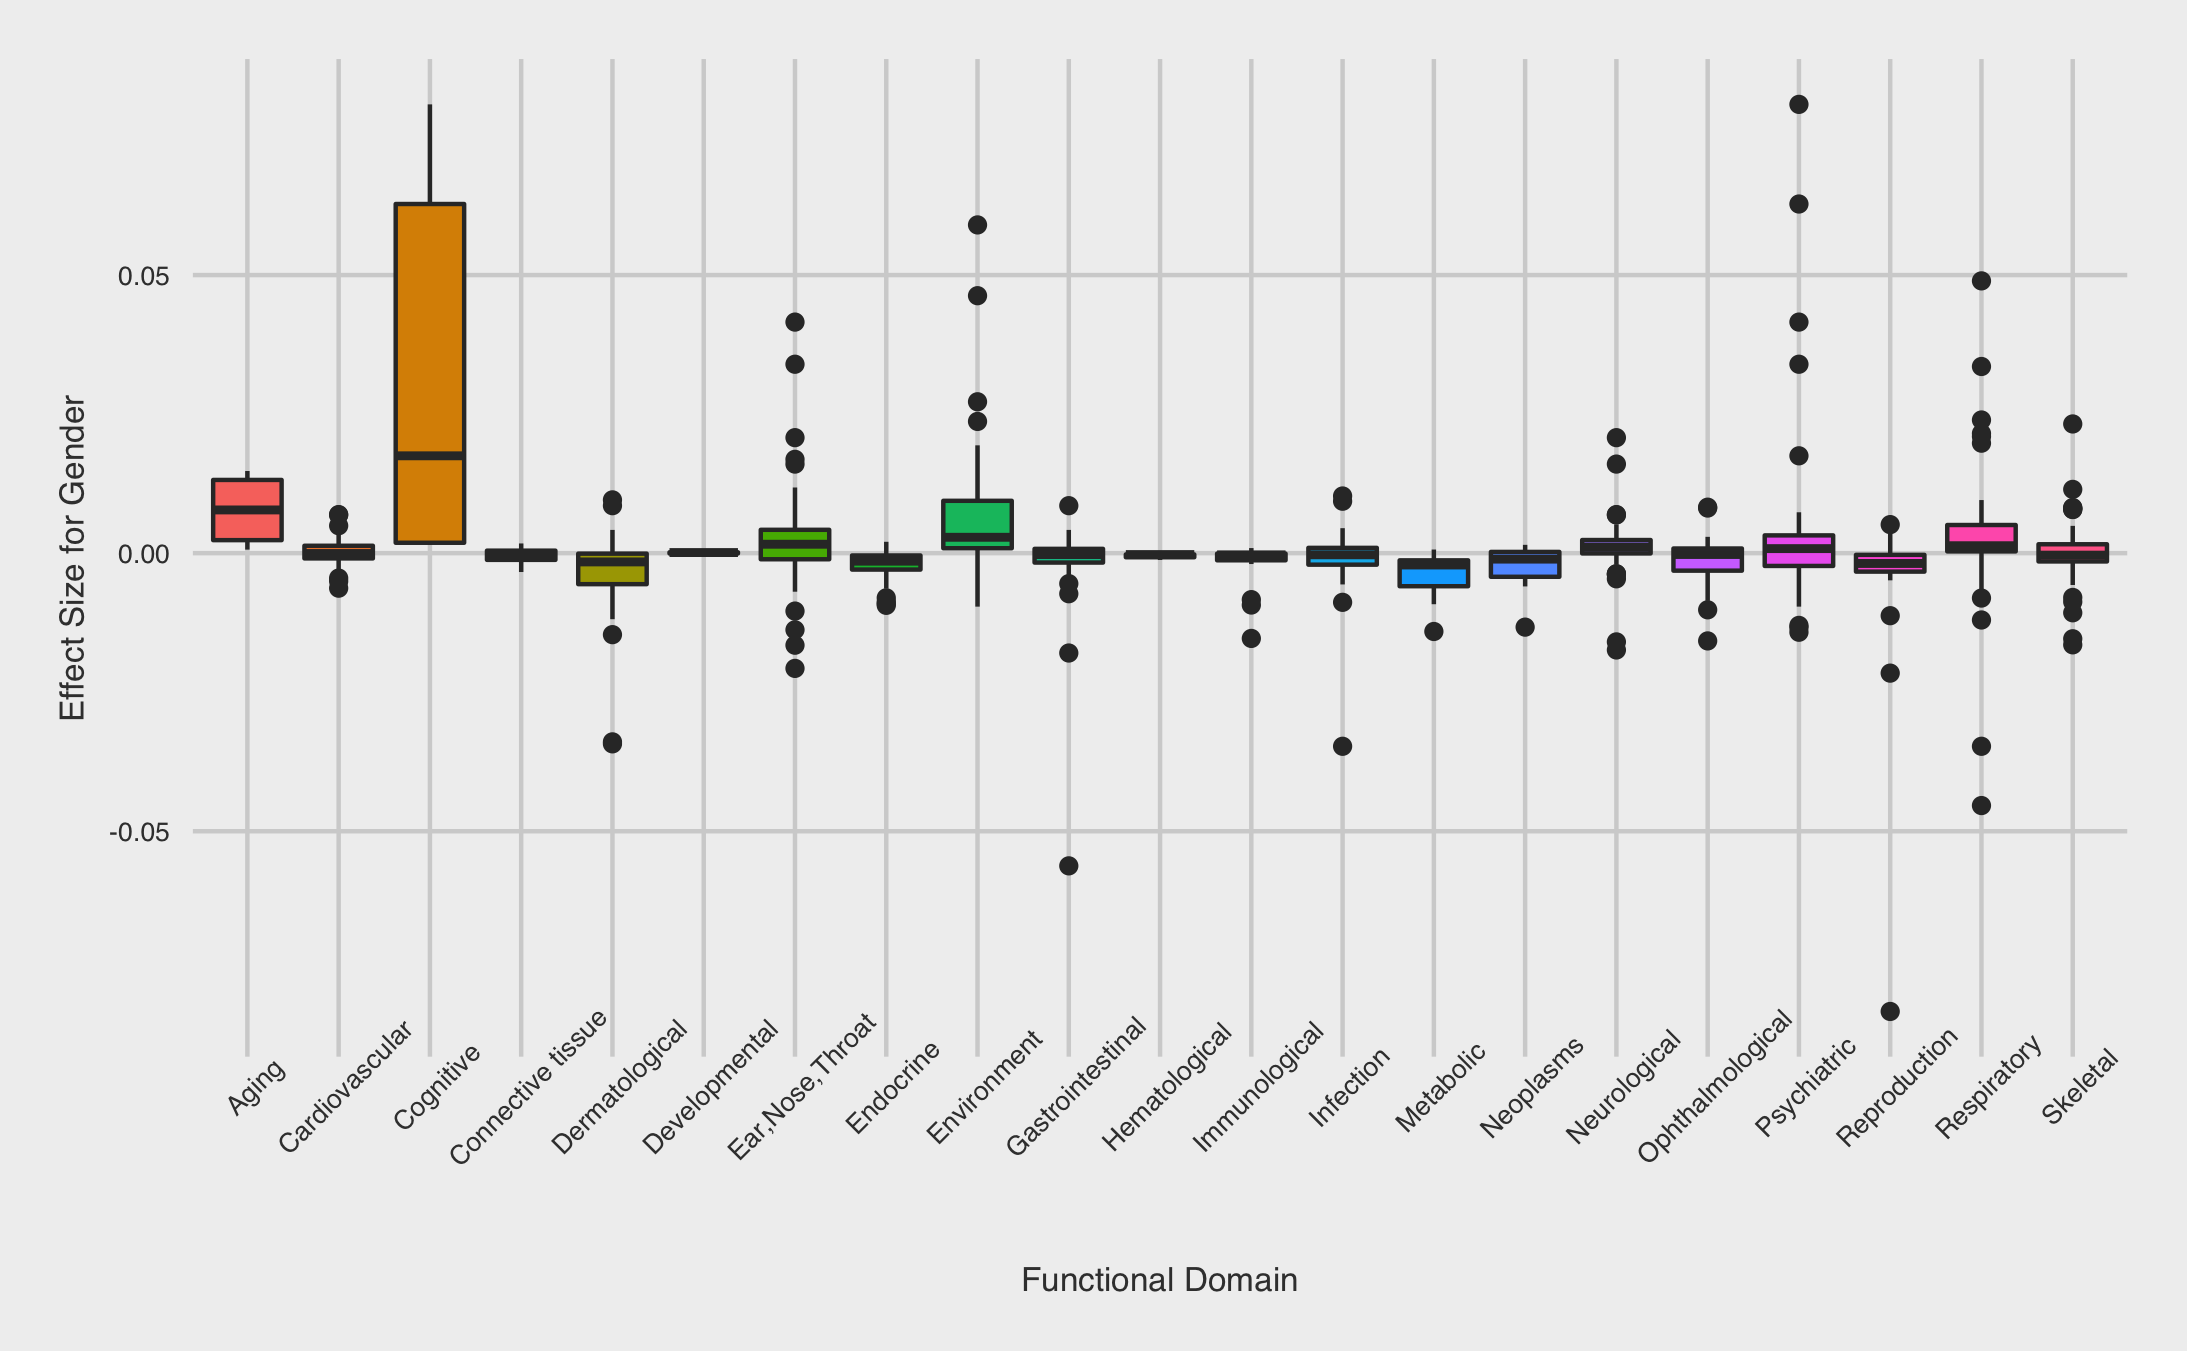 Effect Size for Gender
0.05
0.00
-0.05
Aging
Cardiovascular
Cognitive
Connective tissue
Dermatological
Developmental
Ear,Nose,Throat
Endocrine
Environment
Gastrointestinal
Hematological
Immunological
Infection
Metabolic
Neoplasms
Neurological
Ophthalmological
Psychiatric
Reproduction
Respiratory
Skeletal
Functional Domain